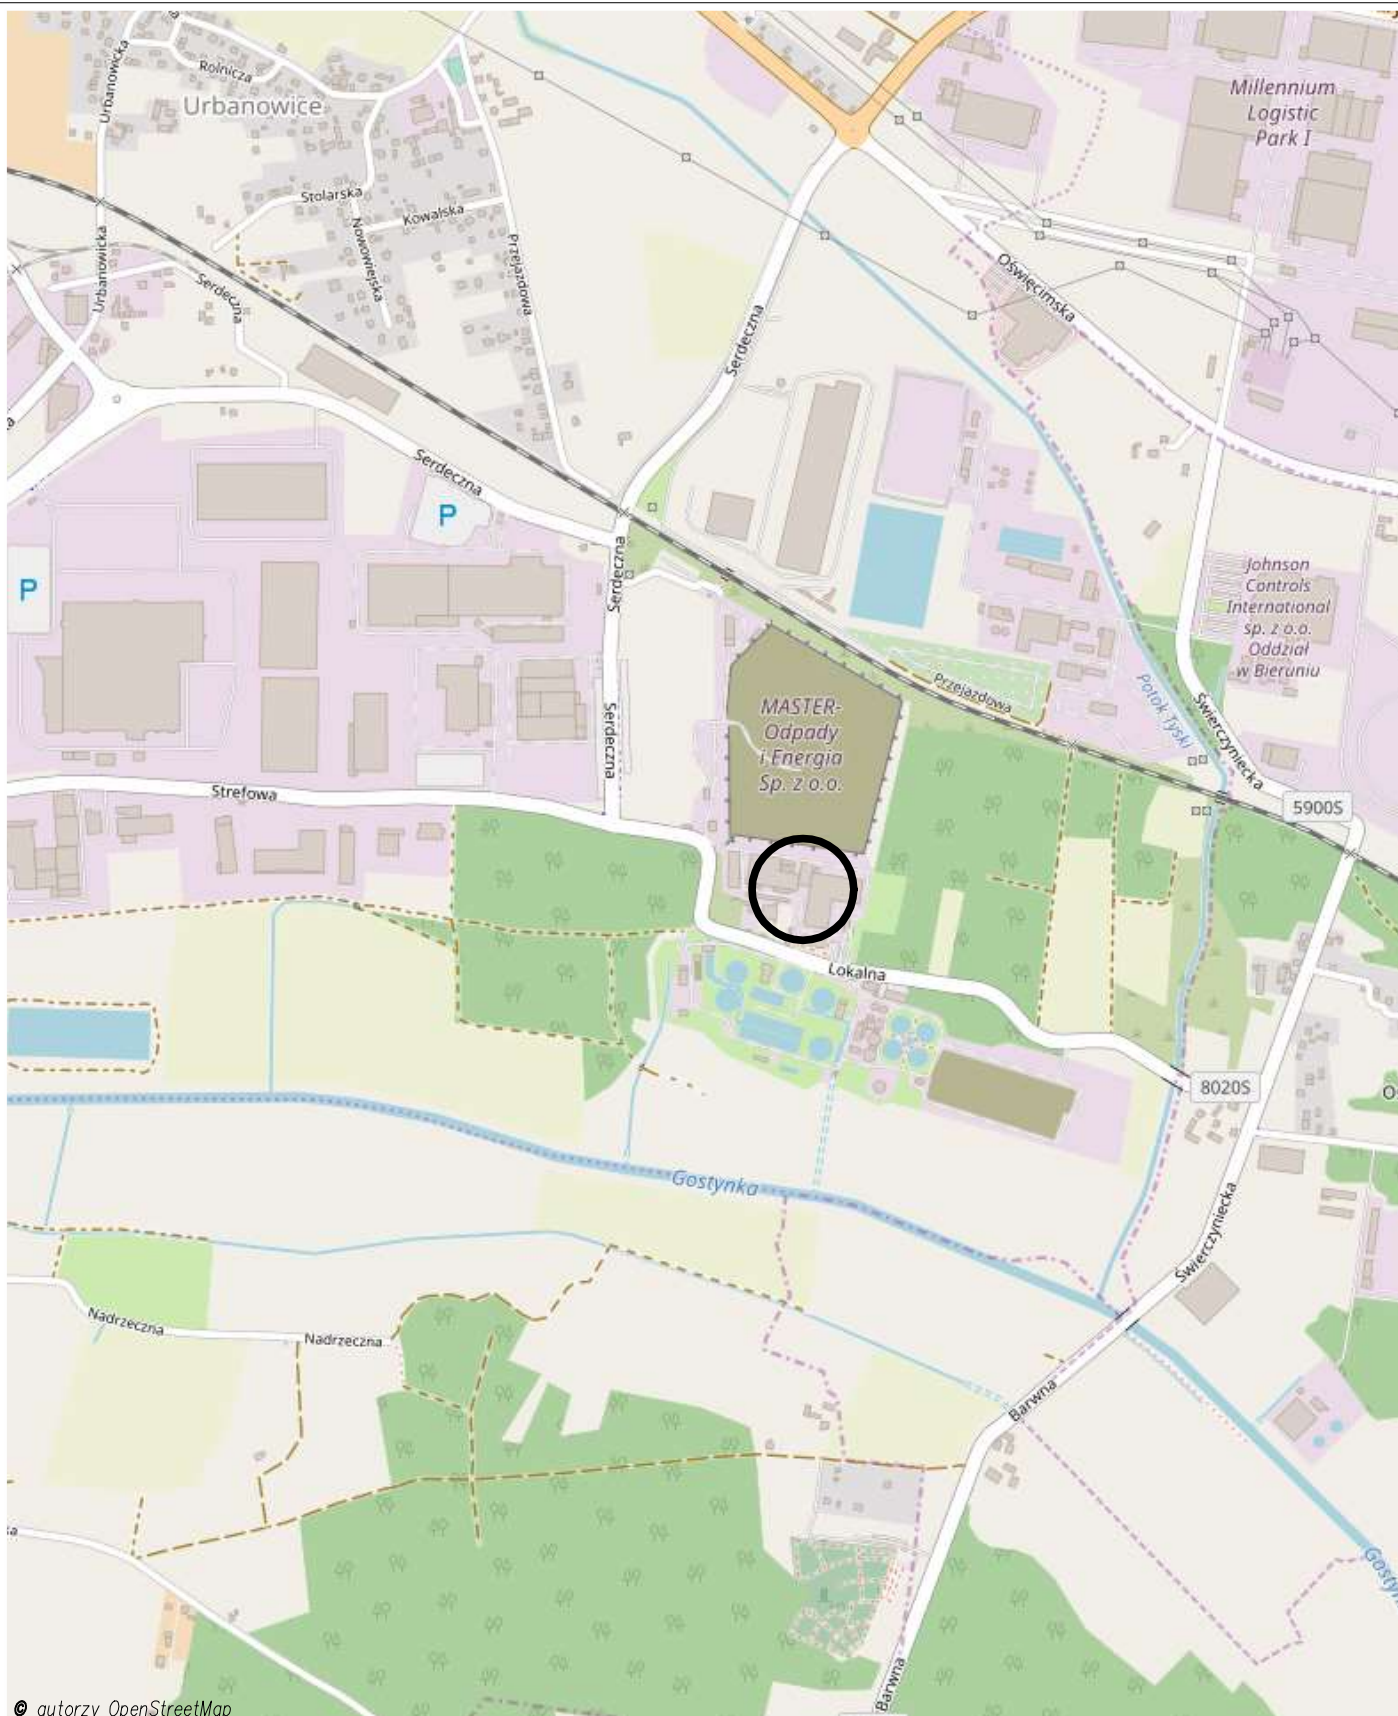 Urbanowicka
Rolnicza
Urbanowice
Millennium
Logistic
Park I
Stolarska
Kowalska
Nowowiejska
Przejazdowa
Urbanowicka
Serdeczna
Oświęcimska
Serdeczna
Serdeczna
P
P
Serdeczna
Johnson
Controls
International
sp. z o.o.
Oddział
w Bieruniu
Przejazdowa
Potok Tyski
Świerczyniecka
MASTER-
Odpady
i Energia
Sp. z o.o.
Serdeczna
Strefowa
5900S
Lokalna
8020S
Gostynka
Świerczyniecka
Nadrzeczna
Nadrzeczna
Barwna
Barwna
© autorzy OpenStreetMap